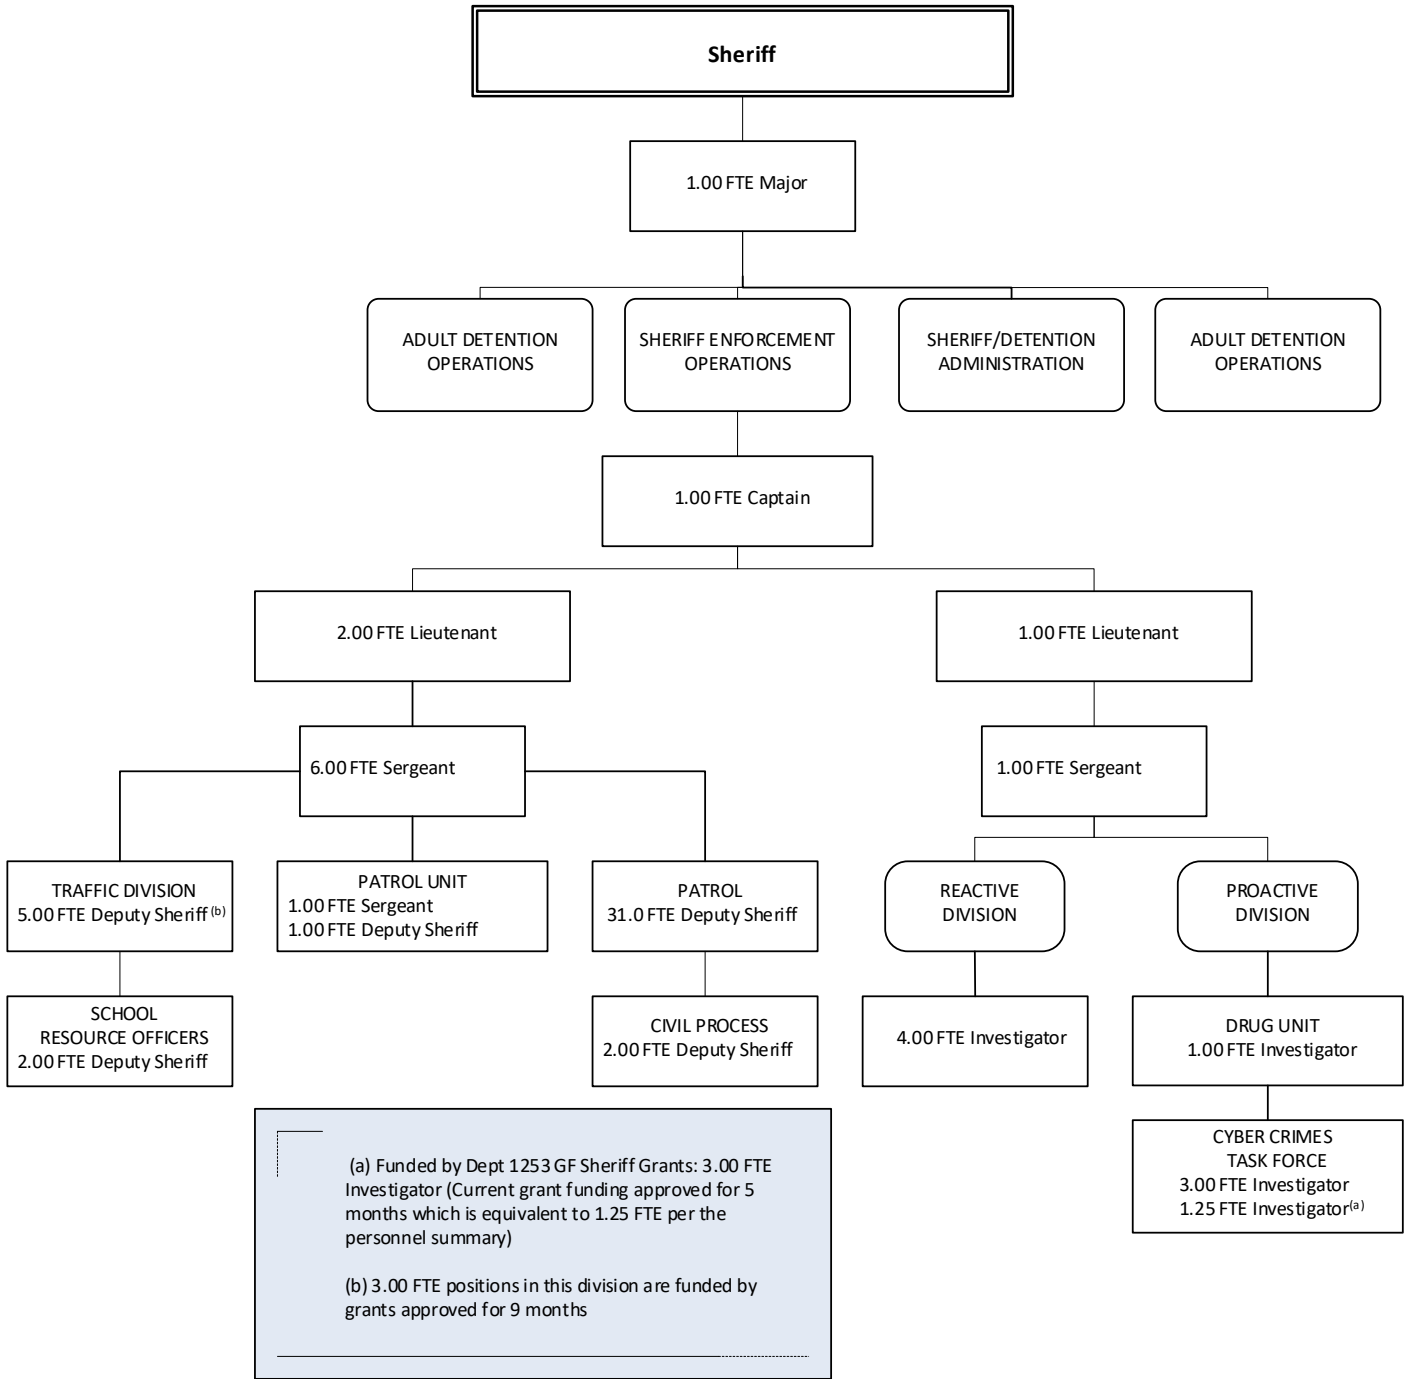 Sheriff
1.00 FTE Major
ADULT DETENTION
OPERATIONS
SHERIFF ENFORCEMENT
OPERATIONS
SHERIFF/DETENTION
ADMINISTRATION
ADULT DETENTION
OPERATIONS
1.00 FTE Captain
2.00 FTE Lieutenant
1.00 FTE Lieutenant
6.00 FTE Sergeant
1.00 FTE Sergeant
TRAFFIC DIVISION
5.00 FTE Deputy Sheriff (b)
PATROL UNIT
1.00 FTE Sergeant
1.00 FTE Deputy Sheriff
PATROL
31.0 FTE Deputy Sheriff
REACTIVE
DIVISION
PROACTIVE
DIVISION
SCHOOL
RESOURCE OFFICERS
2.00 FTE Deputy Sheriff
CIVIL PROCESS
2.00 FTE Deputy Sheriff
4.00 FTE Investigator
DRUG UNIT
1.00 FTE Investigator
CYBER CRIMES
TASK FORCE
3.00 FTE Investigator
1.25 FTE Investigator(a)
(a) Funded by Dept 1253 GF Sheriff Grants: 3.00 FTE
Investigator (Current grant funding approved for 5
months which is equivalent to 1.25 FTE per the
personnel summary)
(b) 3.00 FTE positions in this division are funded by
grants approved for 9 months